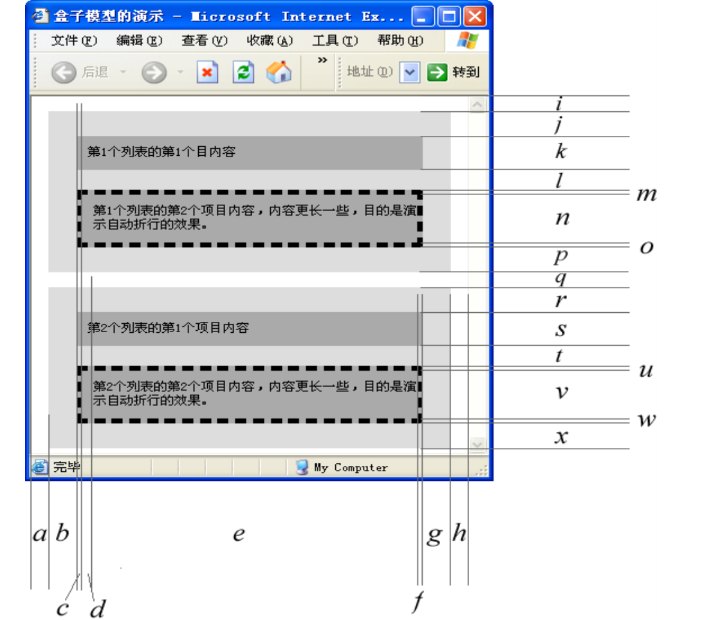 盒子模型的演示 - Microsoft Internet Ex...
文件(F) 编辑(E) 查看(V) 收藏(A) 工具(T) 帮助(H)
后退 » 地址(D) 转到
第1个列表的第1个目内容
第1个列表的第2个项目内容，内容更长一些，目的是演
示自动折行的效果。
第2个列表的第1个项目内容
第2个列表的第2个项目内容，内容更长一些，目的是演
示自动折行的效果。
完毕 My Computer
i
j
k
l
m
n
o
p
q
r
s
t
u
v
w
x
a b e g h
c d f